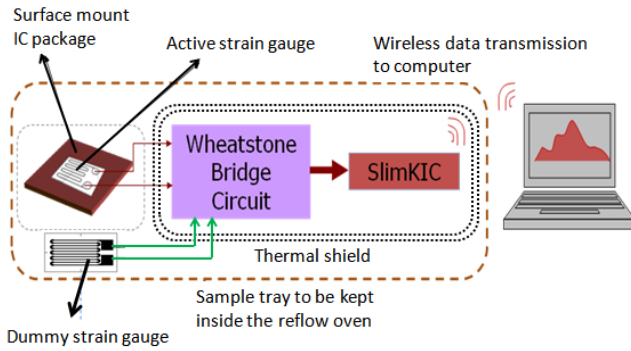 Surface mount
IC package
Active strain gauge
Wireless data transmission
to computer
Wheatstone
Bridge
Circuit
SlimKIC
Thermal shield
Sample tray to be kept
inside the reflow oven
Dummy strain gauge